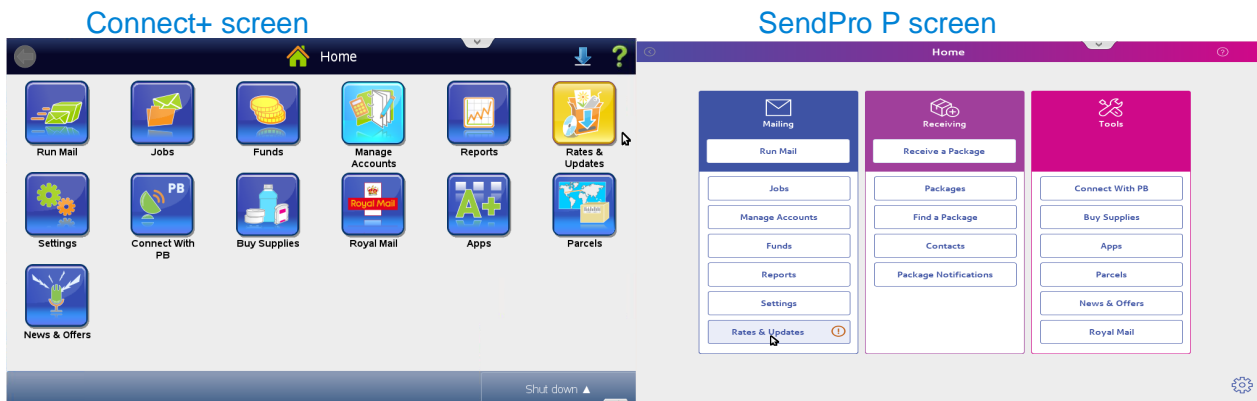 Connect+ screen
Home
?
Run Mail
Jobs
Funds
Manage
Accounts
Reports
Rates &
Updates
PB
Royal Mail
A+
Settings
Connect With
PB
Buy Supplies
Royal Mail
Apps
Parcels
News & Offers
Shut down ▲
SendPro P screen
Home
?
Mailing
Run Mail
Jobs
Manage Accounts
Funds
Reports
Settings
Rates & Updates
!
Receiving
Receive a Package
Packages
Find a Package
Contacts
Package Notifications
Tools
Connect With PB
Buy Supplies
Apps
Parcels
News & Offers
Royal Mail